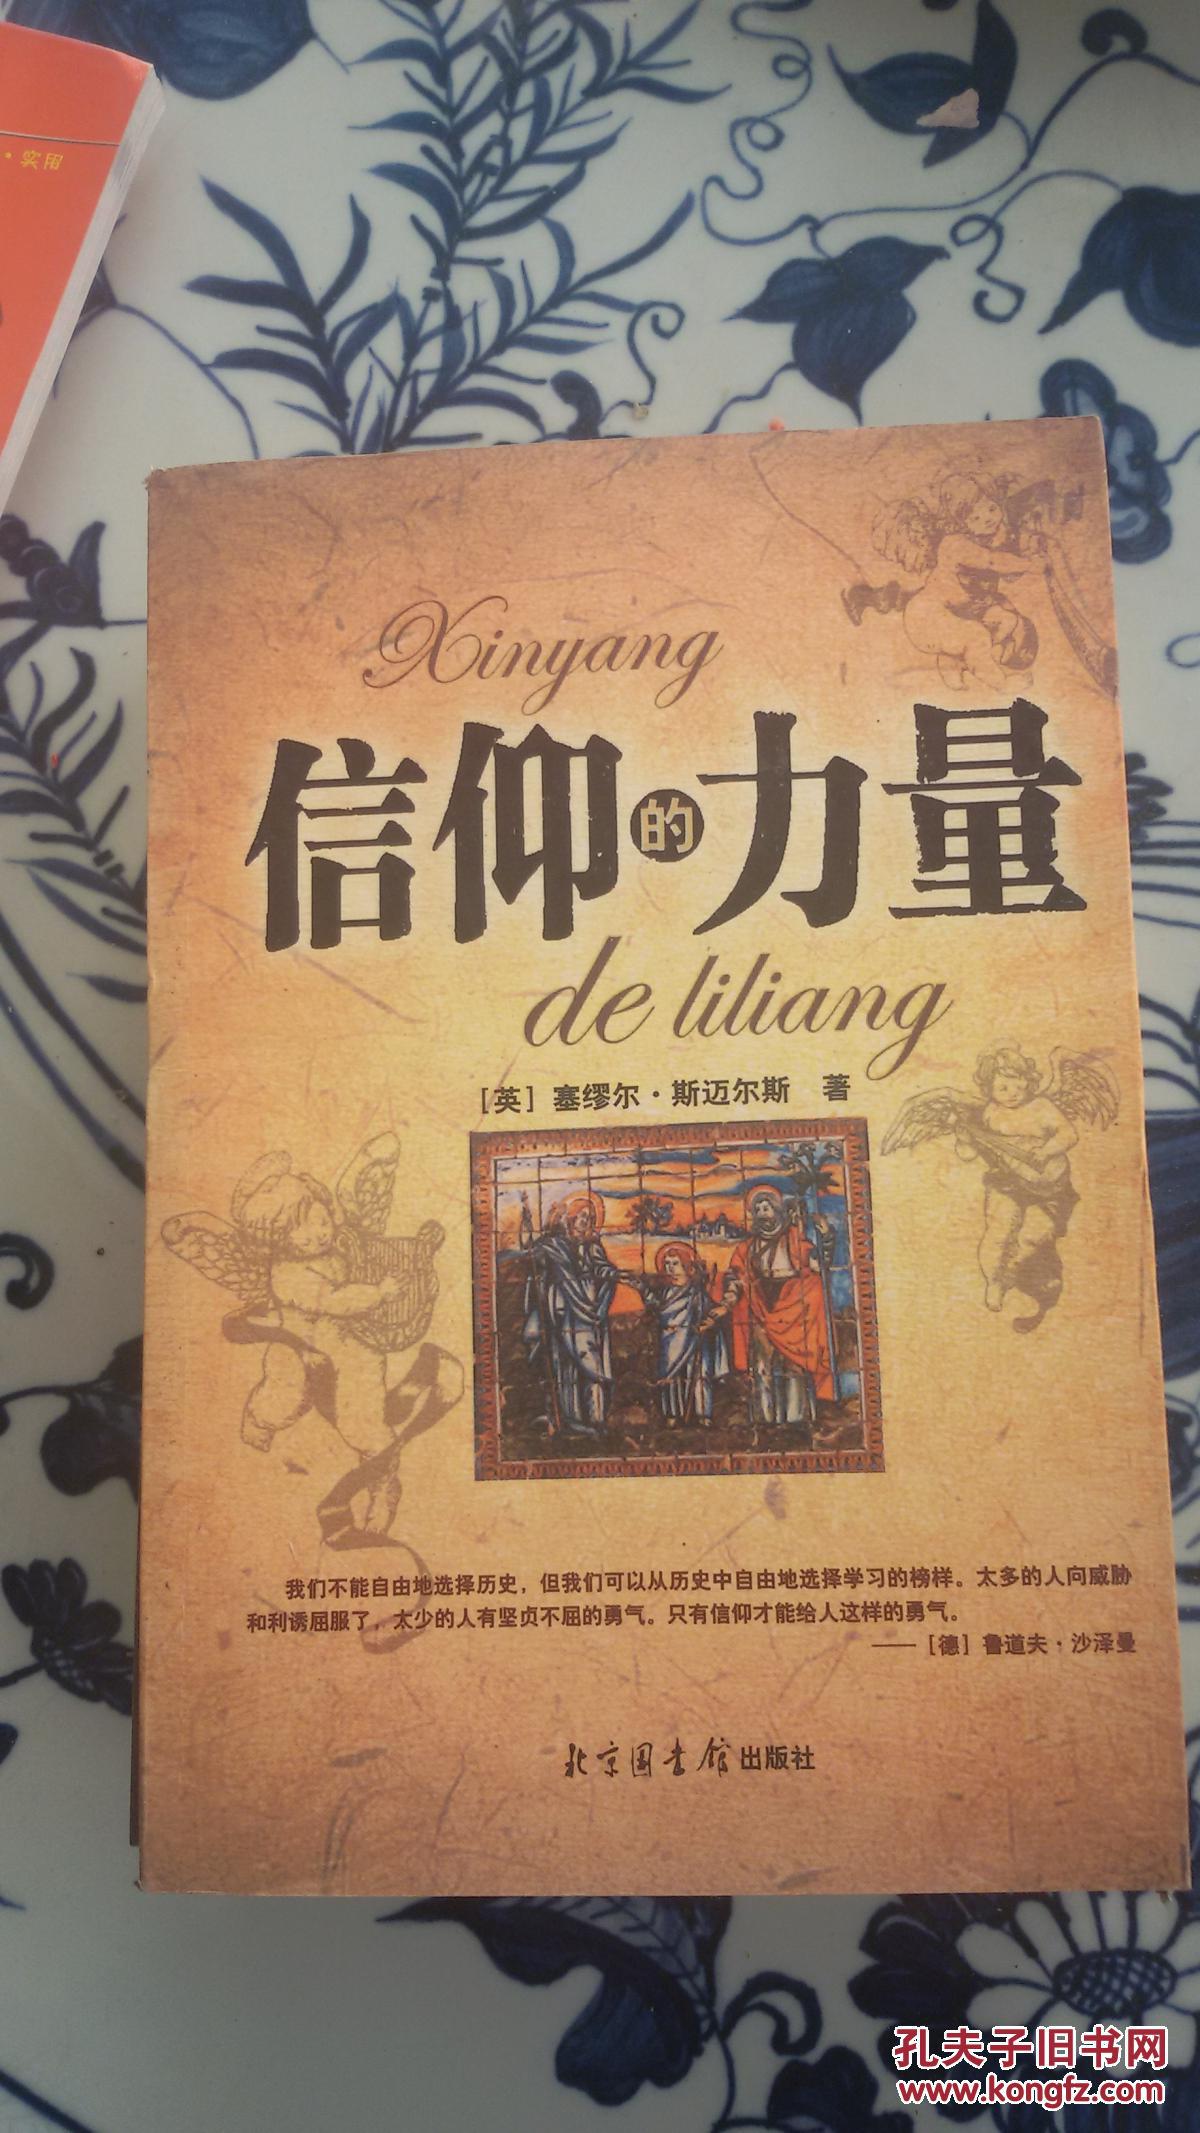 ·实用
Xinyang
信仰的力量
de liliang
[英] 塞缪尔·斯迈尔斯 著
我们不能自由地选择历史，但我们可以从历史中自由地选择学习的榜样。太多的人向威胁
和利诱屈服了，太少的人有坚贞不屈的勇气。只有信仰才能给人这样的勇气。
——[德] 鲁道夫·沙泽曼
北京图书馆出版社
孔夫子旧书网
www.kongfz.com